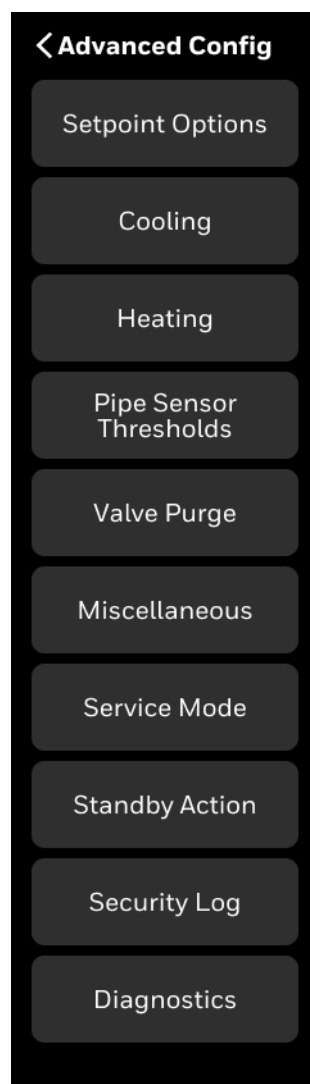 Advanced Config
Setpoint Options
Cooling
Heating
Pipe Sensor
Thresholds
Valve Purge
Miscellaneous
Service Mode
Standby Action
Security Log
Diagnostics